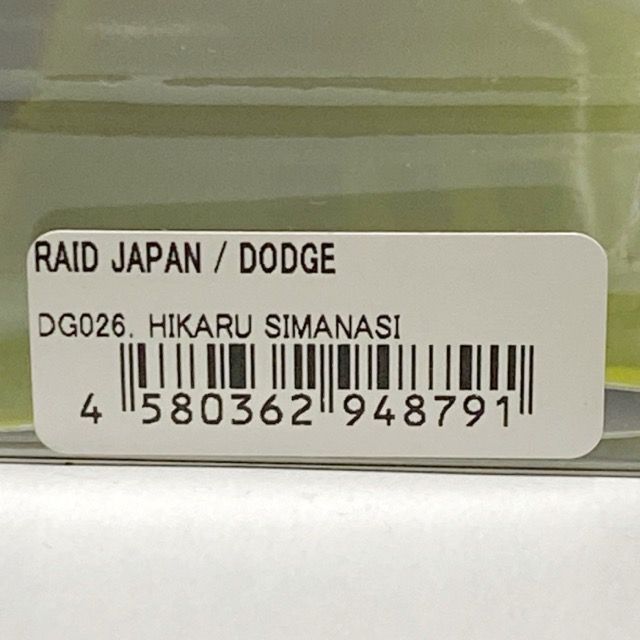 RAID JAPAN / DODGE
DG026. HIKARU SIMANASI
4 580362 948791